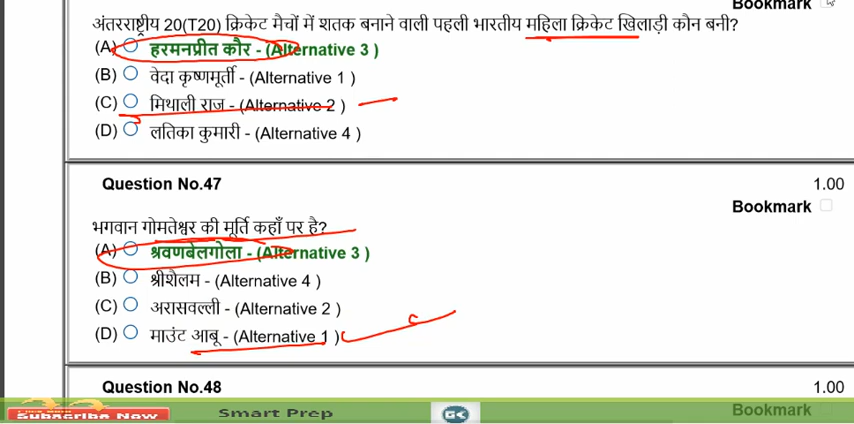 Bookmark
अंतरराष्ट्रीय 20(T20) क्रिकेट मैचों में शतक बनाने वाली पहली भारतीय महिला क्रिकेट खिलाड़ी कौन बनी?
(A) हरमनप्रीत कौर - (Alternative 3 )
(B) वेदा कृष्णमूर्ती - (Alternative 1 )
(C) मिथाली राज - (Alternative 2 )
(D) लतिका कुमारी - (Alternative 4 )
Question No.47 1.00
Bookmark
भगवान गोमतेश्वर की मूर्ति कहाँ पर है?
(A) श्रवणबेलगोला - (Alternative 3 )
(B) श्रीशेलम - (Alternative 4 )
(C) अरासवल्ली - (Alternative 2 )
(D) माउंट आबू - (Alternative 1 )
Question No.48 1.00
Bookmark
Subscribe Now Smart Prep GK